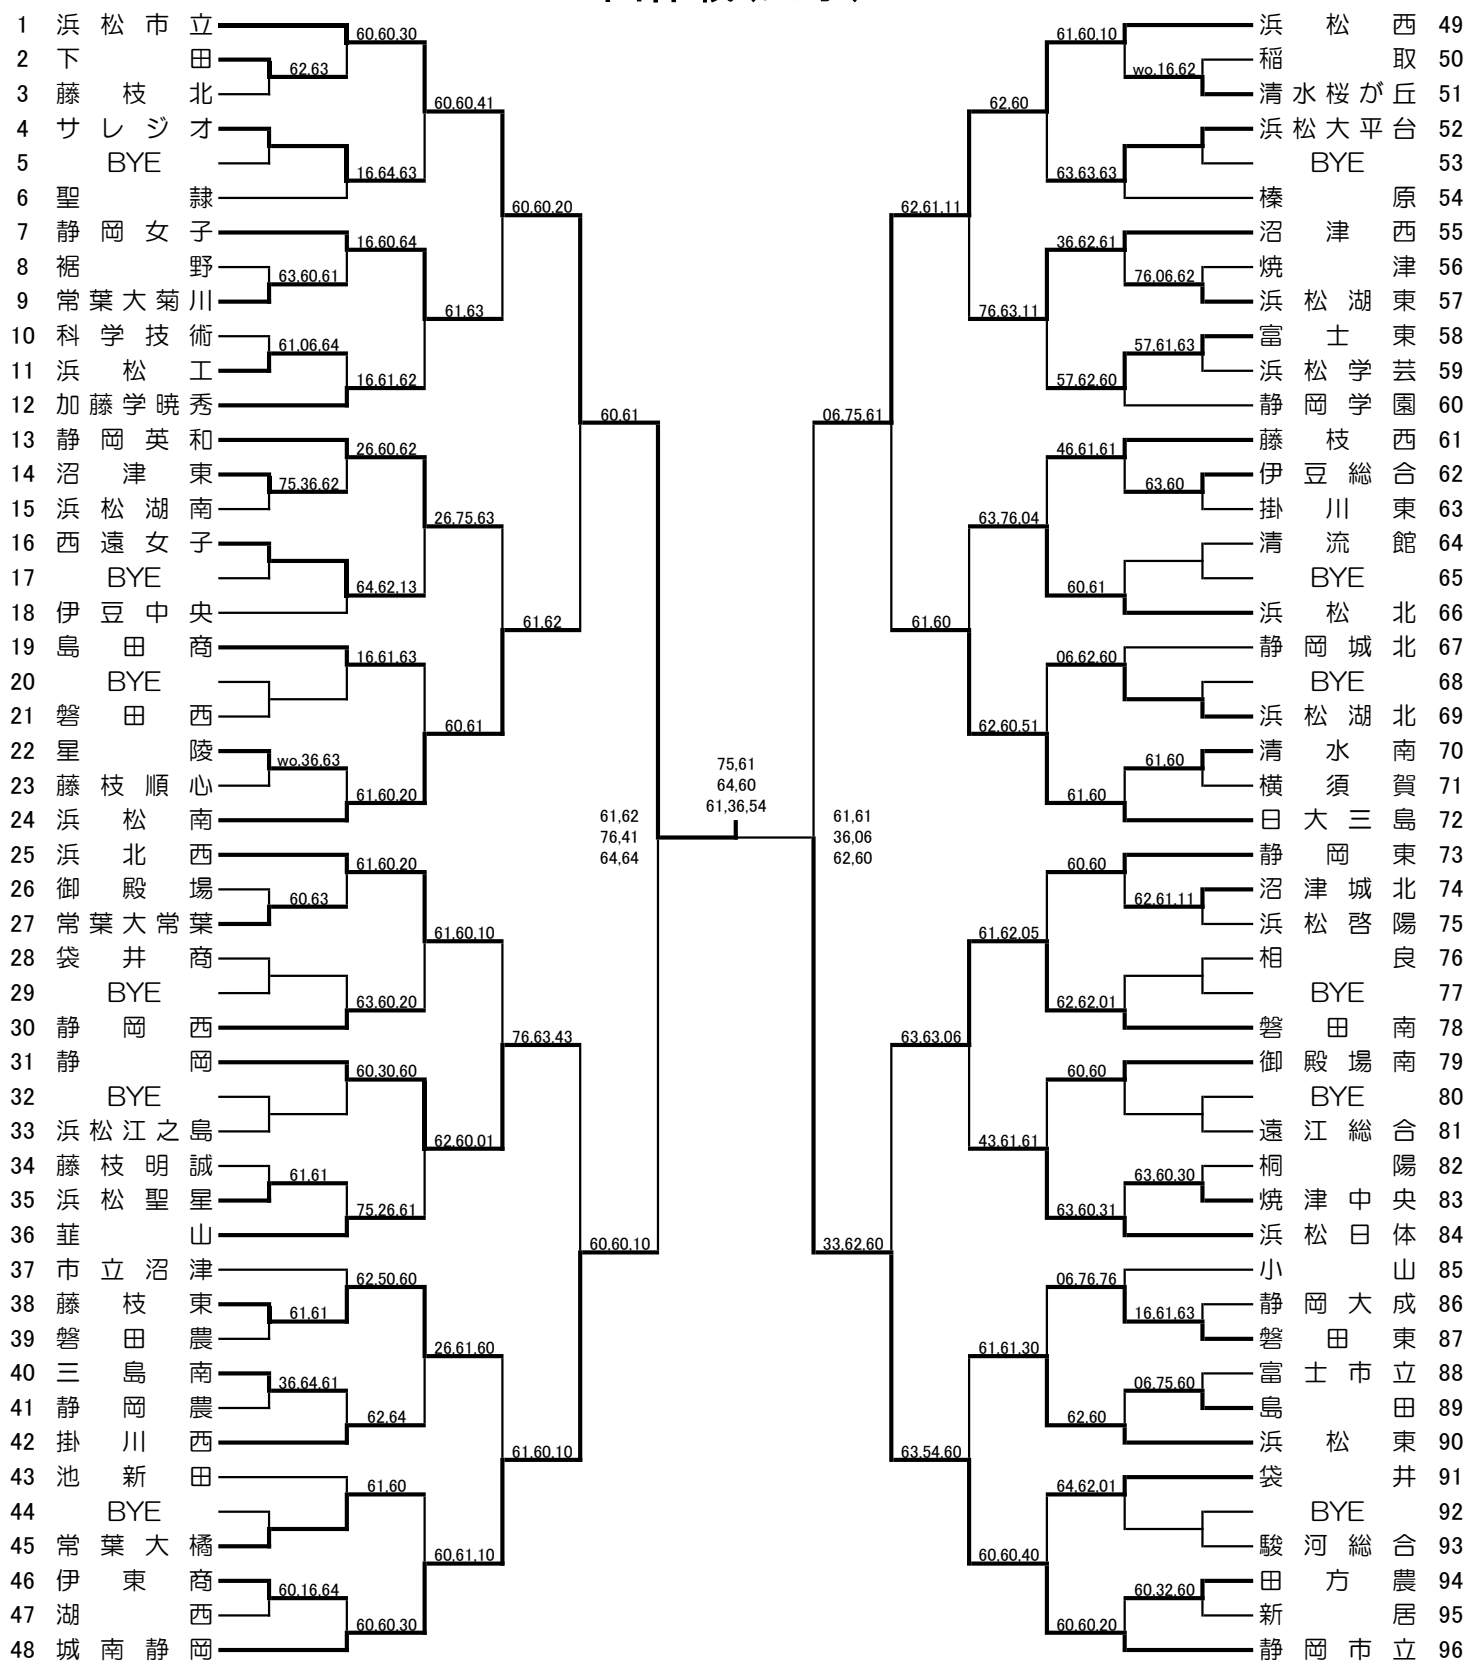 1 浜松市立
2 下田
3 藤枝北
4 サレジオ
5 BYE
6 聖隷
7 静岡女子
8 裾野
9 常葉大菊川
10 科学技術
11 浜松工
12 加藤学暁秀
13 静岡英和
14 沼津東
15 浜松湖南
16 西遠女子
17 BYE
18 伊豆中央
19 島田商
20 BYE
21 磐田西
22 星陵
23 藤枝順心
24 浜松南
25 浜北西
26 御殿場
27 常葉大常葉
28 袋井商
29 BYE
30 静岡西
31 静岡
32 BYE
33 浜松江之島
34 藤枝明誠
35 浜松聖星
36 韮山
37 市立沼津
38 藤枝東
39 磐田農
40 三島南
41 静岡農
42 掛川西
43 池新田
44 BYE
45 常葉大橘
46 伊東商
47 湖西
48 城南静岡
62,63
63,60,61
61,06,64
75,36,62
wo,36,63
60,63
61,61
61,61
36,64,61
60,16,64
60,60,30
16,64,63
16,60,64
16,61,62
26,60,62
64,62,13
16,61,63
61,60,20
61,60,20
63,60,20
60,30,60
75,26,61
62,50,60
62,64
61,60
60,60,30
60,60,41
61,63
26,75,63
60,61
61,60,10
62,60,01
26,61,60
60,61,10
60,60,20
61,62
76,63,43
61,60,10
60,61
60,60,10
61,62
76,41
64,64
75,61
64,60
61,36,54
61,61
36,06
62,60
06,75,61
33,62,60
62,61,11
61,60
63,63,06
63,54,60
62,60
76,63,11
63,76,04
62,60,51
61,62,05
43,61,61
61,61,30
60,60,40
61,60,10
63,63,63
36,62,61
57,62,60
46,61,61
60,61
06,62,60
61,60
60,60
62,62,01
60,60
63,60,31
06,76,76
62,60
64,62,01
60,60,20
wo,16,62
76,06,62
57,61,63
63,60
61,60
62,61,11
63,60,30
16,61,63
06,75,60
60,32,60
浜松西 49
稲取 50
清水桜が丘 51
浜松大平台 52
BYE 53
榛原 54
沼津西 55
焼津 56
浜松湖東 57
富士東 58
浜松学芸 59
静岡学園 60
藤枝西 61
伊豆総合 62
掛川東 63
清流館 64
BYE 65
浜松北 66
静岡城北 67
BYE 68
浜松湖北 69
清水南 70
横須賀 71
日大三島 72
静岡東 73
沼津城北 74
浜松啓陽 75
相良 76
BYE 77
磐田南 78
御殿場南 79
BYE 80
遠江総合 81
桐陽 82
焼津中央 83
浜松日体 84
小山 85
静岡大成 86
磐田東 87
富士市立 88
島田 89
浜松東 90
袋井 91
BYE 92
駿河総合 93
田方農 94
新居 95
静岡市立 96